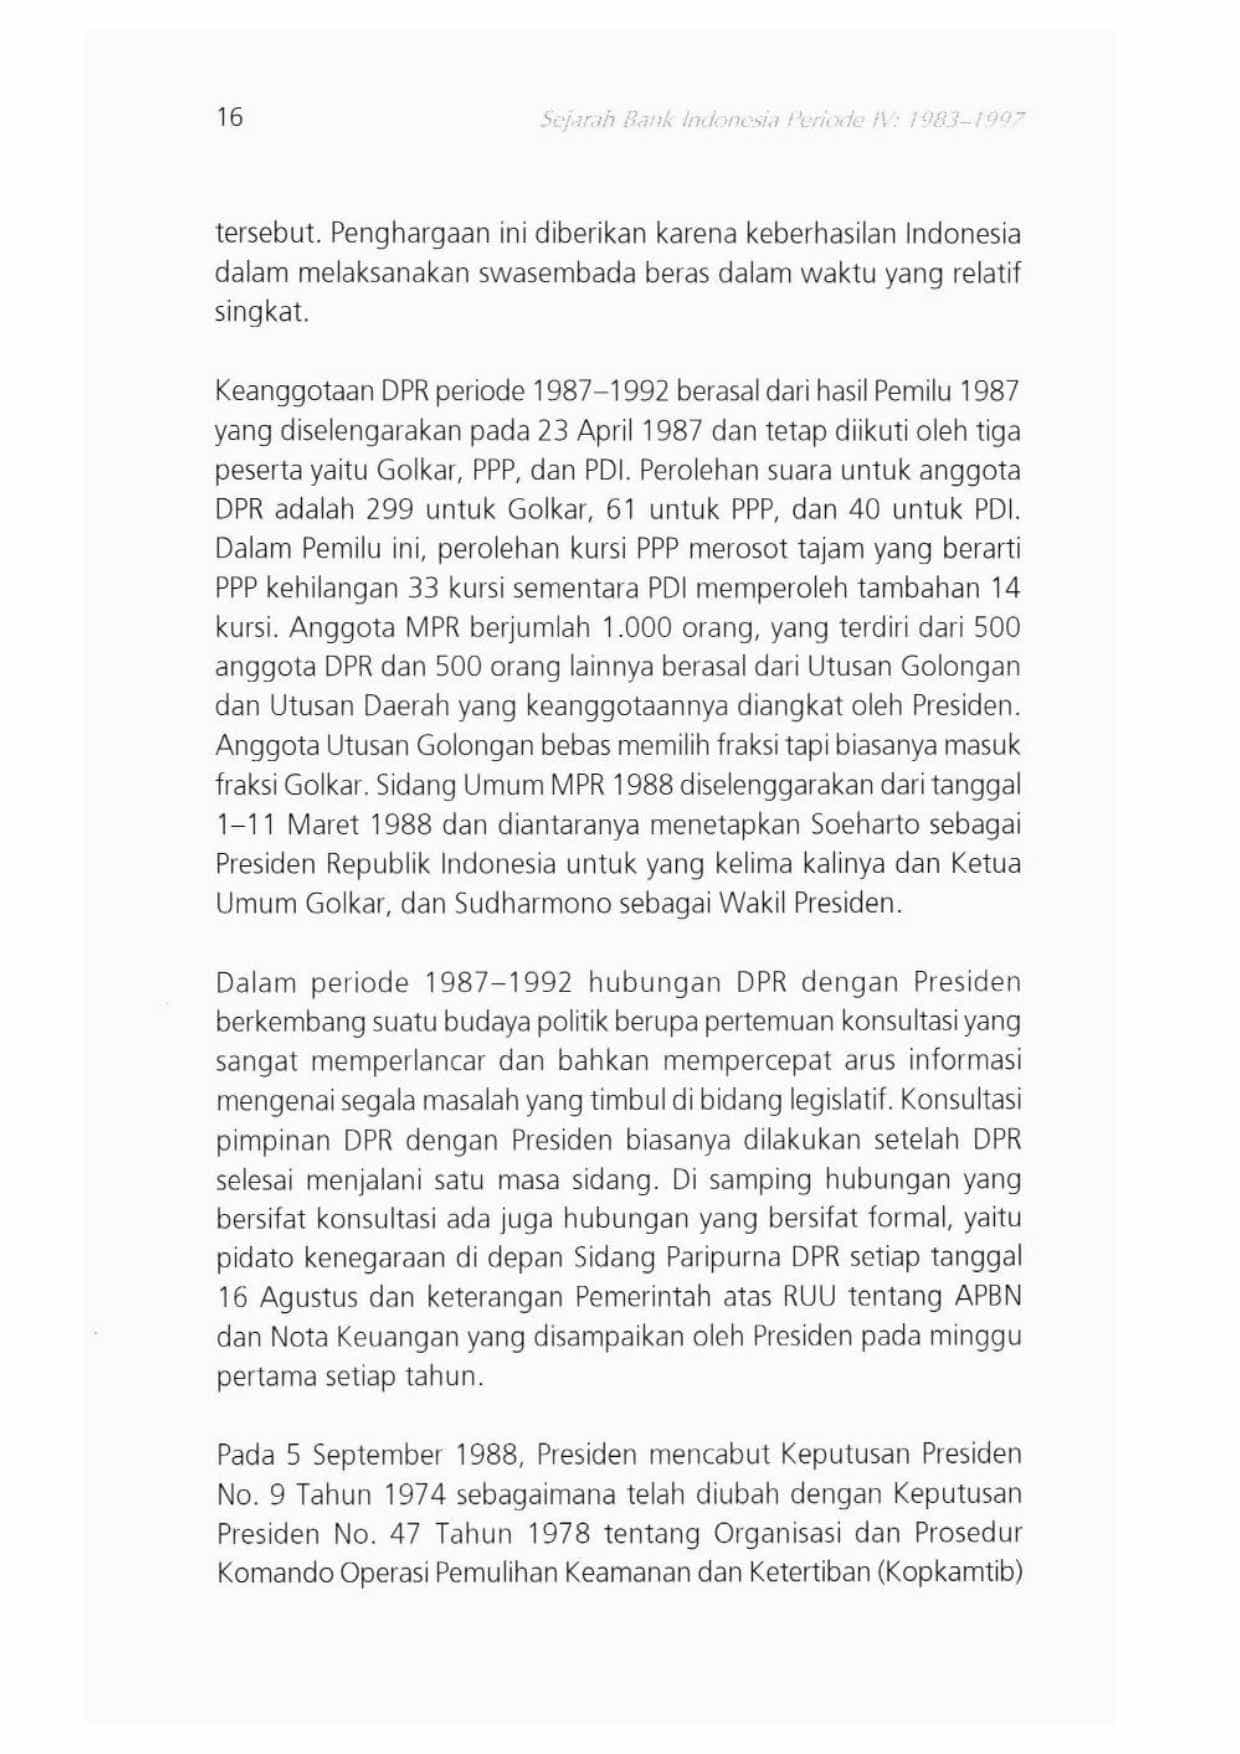 16
Sejarah Bank Indonesia Periode IV: 1983–1997
tersebut. Penghargaan ini diberikan karena keberhasilan Indonesia
dalam melaksanakan swasembada beras dalam waktu yang relatif
singkat.
Keanggotaan DPR periode 1987–1992 berasal dari hasil Pemilu 1987
yang diselengarakan pada 23 April 1987 dan tetap diikuti oleh tiga
peserta yaitu Golkar, PPP, dan PDI. Perolehan suara untuk anggota
DPR adalah 299 untuk Golkar, 61 untuk PPP, dan 40 untuk PDI.
Dalam Pemilu ini, perolehan kursi PPP merosot tajam yang berarti
PPP kehilangan 33 kursi sementara PDI memperoleh tambahan 14
kursi. Anggota MPR berjumlah 1.000 orang, yang terdiri dari 500
anggota DPR dan 500 orang lainnya berasal dari Utusan Golongan
dan Utusan Daerah yang keanggotaannya diangkat oleh Presiden.
Anggota Utusan Golongan bebas memilih fraksi tapi biasanya masuk
fraksi Golkar. Sidang Umum MPR 1988 diselenggarakan dari tanggal
1–11 Maret 1988 dan diantaranya menetapkan Soeharto sebagai
Presiden Republik Indonesia untuk yang kelima kalinya dan Ketua
Umum Golkar, dan Sudharmono sebagai Wakil Presiden.
Dalam periode 1987–1992 hubungan DPR dengan Presiden
berkembang suatu budaya politik berupa pertemuan konsultasi yang
sangat memperlancar dan bahkan mempercepat arus informasi
mengenai segala masalah yang timbul di bidang legislatif. Konsultasi
pimpinan DPR dengan Presiden biasanya dilakukan setelah DPR
selesai menjalani satu masa sidang. Di samping hubungan yang
bersifat konsultasi ada juga hubungan yang bersifat formal, yaitu
pidato kenegaraan di depan Sidang Paripurna DPR setiap tanggal
16 Agustus dan keterangan Pemerintah atas RUU tentang APBN
dan Nota Keuangan yang disampaikan oleh Presiden pada minggu
pertama setiap tahun.
Pada 5 September 1988, Presiden mencabut Keputusan Presiden
No. 9 Tahun 1974 sebagaimana telah diubah dengan Keputusan
Presiden No. 47 Tahun 1978 tentang Organisasi dan Prosedur
Komando Operasi Pemulihan Keamanan dan Ketertiban (Kopkamtib)